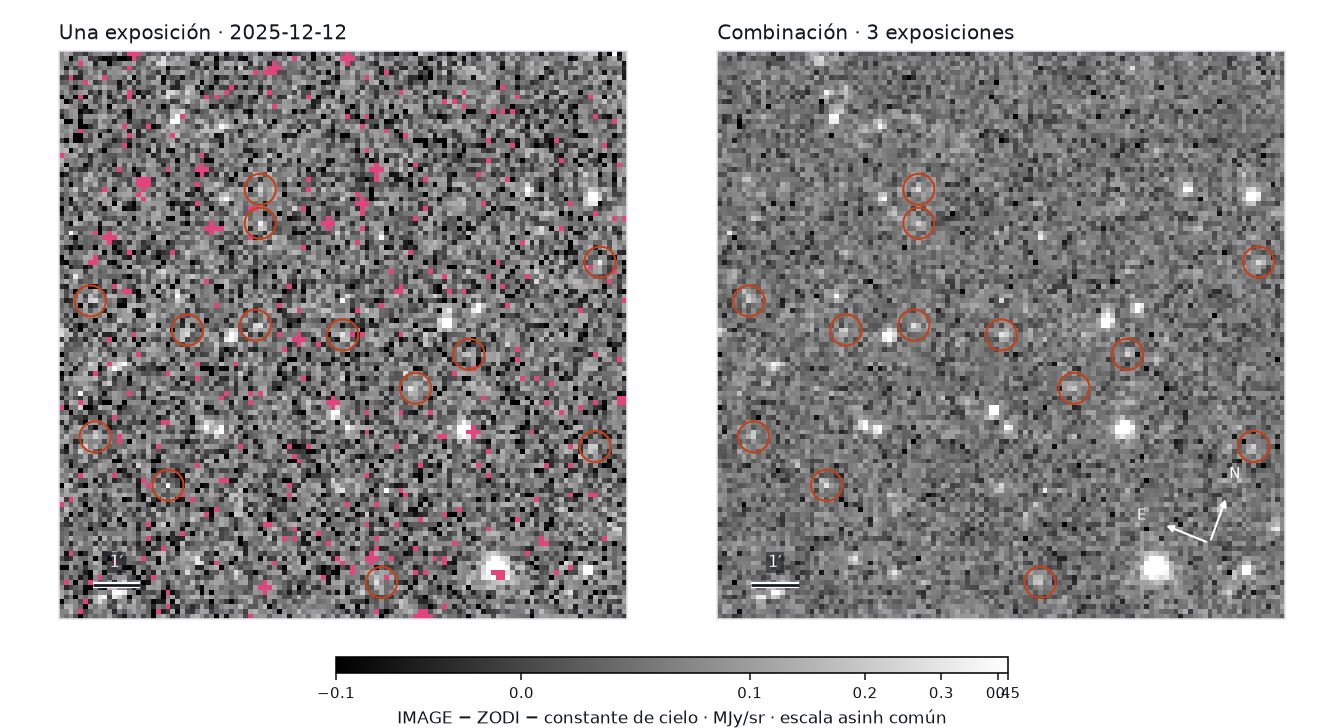 Una exposición · 2025-12-12
Combinación · 3 exposiciones
N
E
1′
1′
−0.1 0.0 0.1 0.2 0.3
IMAGE − ZODI − constante de cielo · MJy/sr · escala asinh común